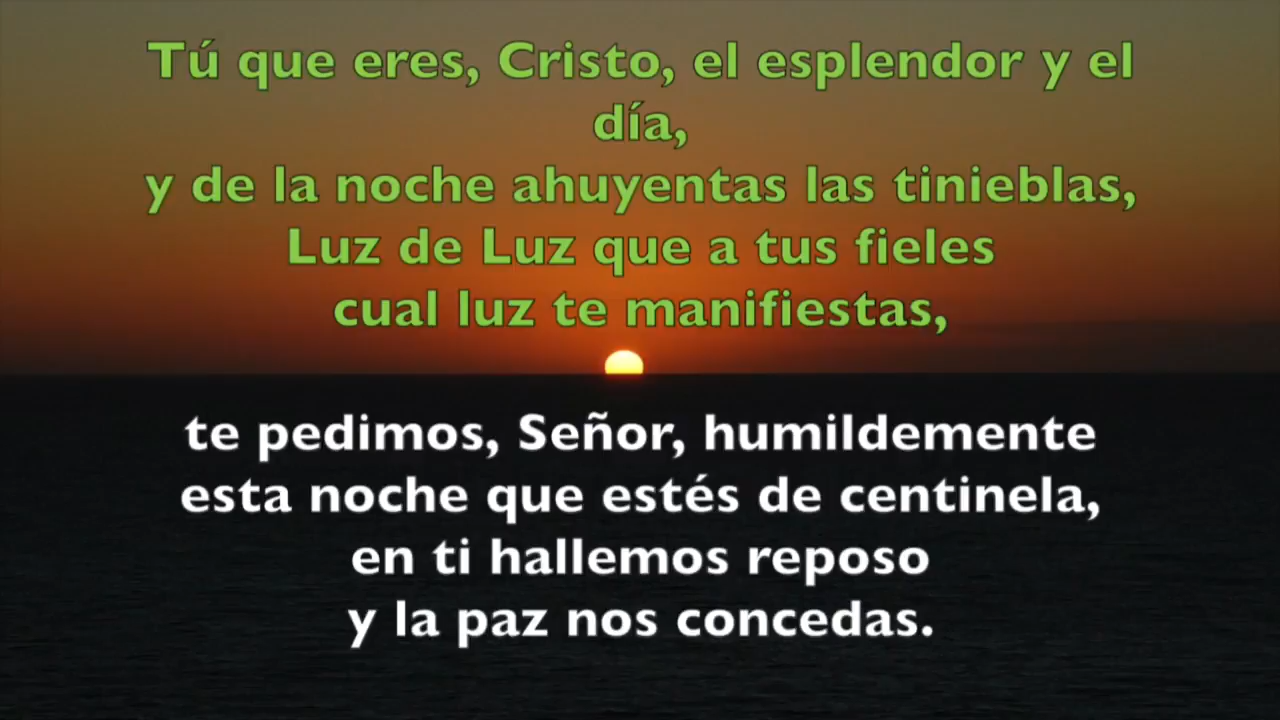 Tú que eres, Cristo, el esplendor y el
día,
y de la noche ahuyentas las tinieblas,
Luz de Luz que a tus fieles
cual luz te manifiestas,
te pedimos, Señor, humildemente
esta noche que estés de centinela,
en ti hallemos reposo
y la paz nos concedas.